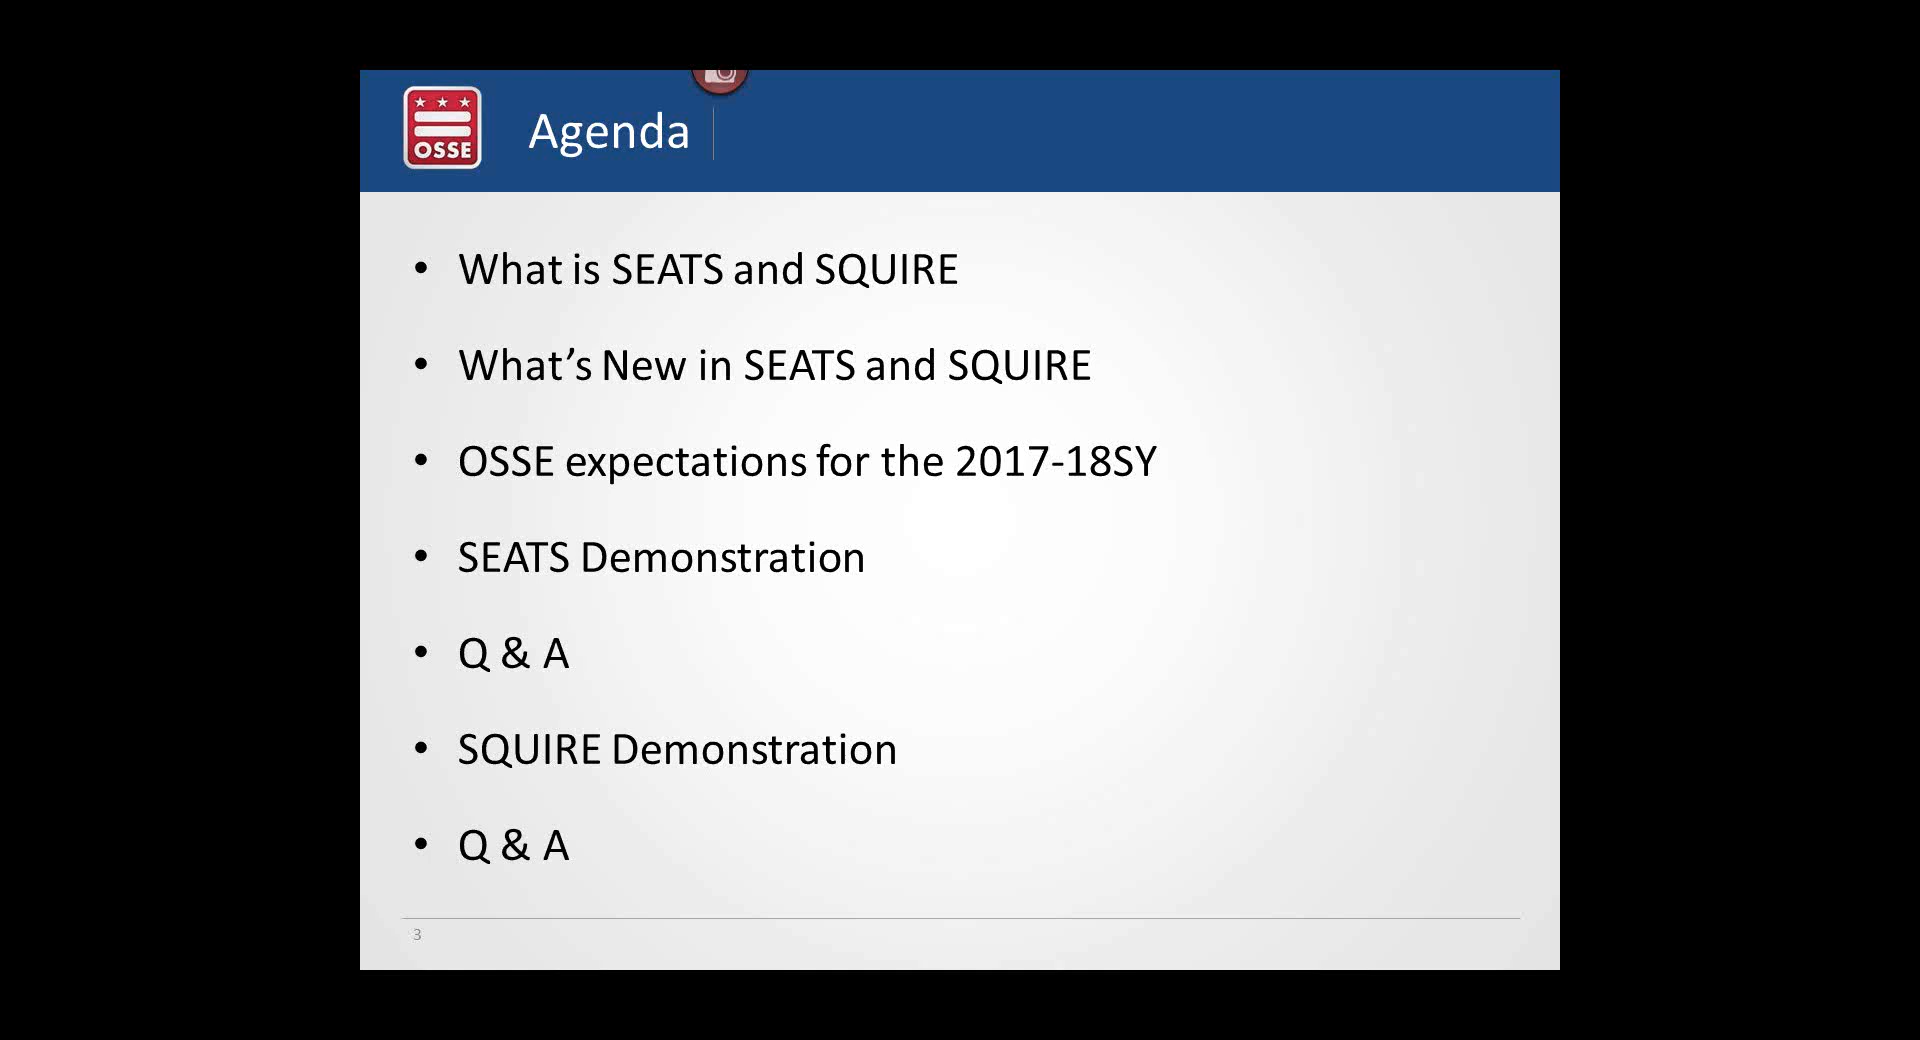 OSSE
Agenda
• What is SEATS and SQUIRE
• What’s New in SEATS and SQUIRE
• OSSE expectations for the 2017-18SY
• SEATS Demonstration
• Q & A
• SQUIRE Demonstration
• Q & A
3